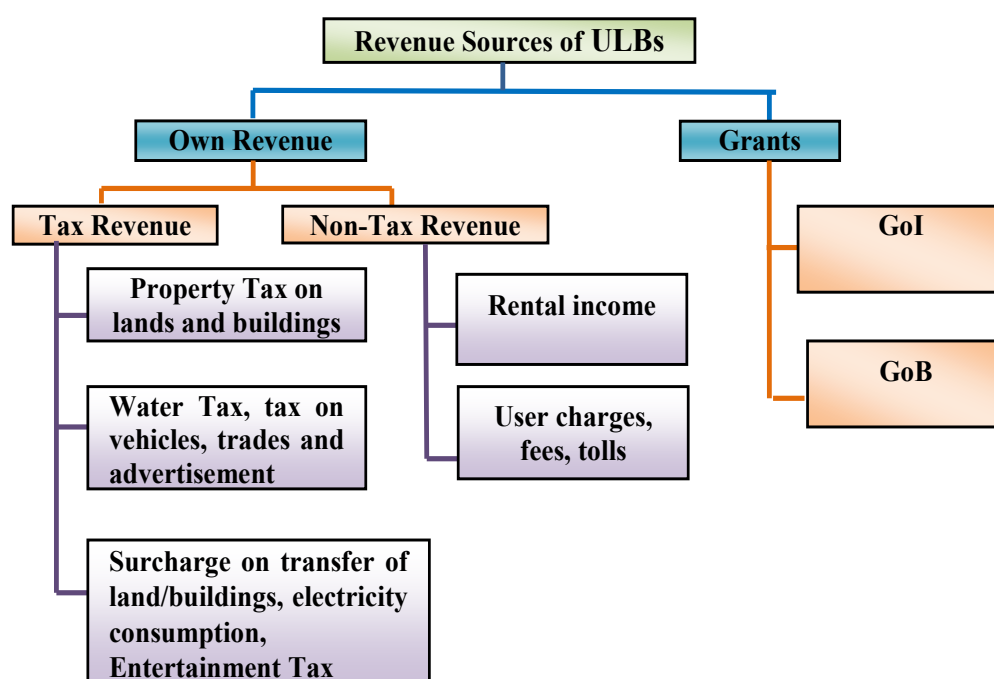 Revenue Sources of ULBs
Own Revenue
Grants
Tax Revenue
Non-Tax Revenue
GoI
Property Tax on
lands and buildings
Rental income
GoB
Water Tax, tax on
vehicles, trades and
advertisement
User charges,
fees, tolls
Surcharge on transfer of
land/buildings, electricity
consumption,
Entertainment Tax